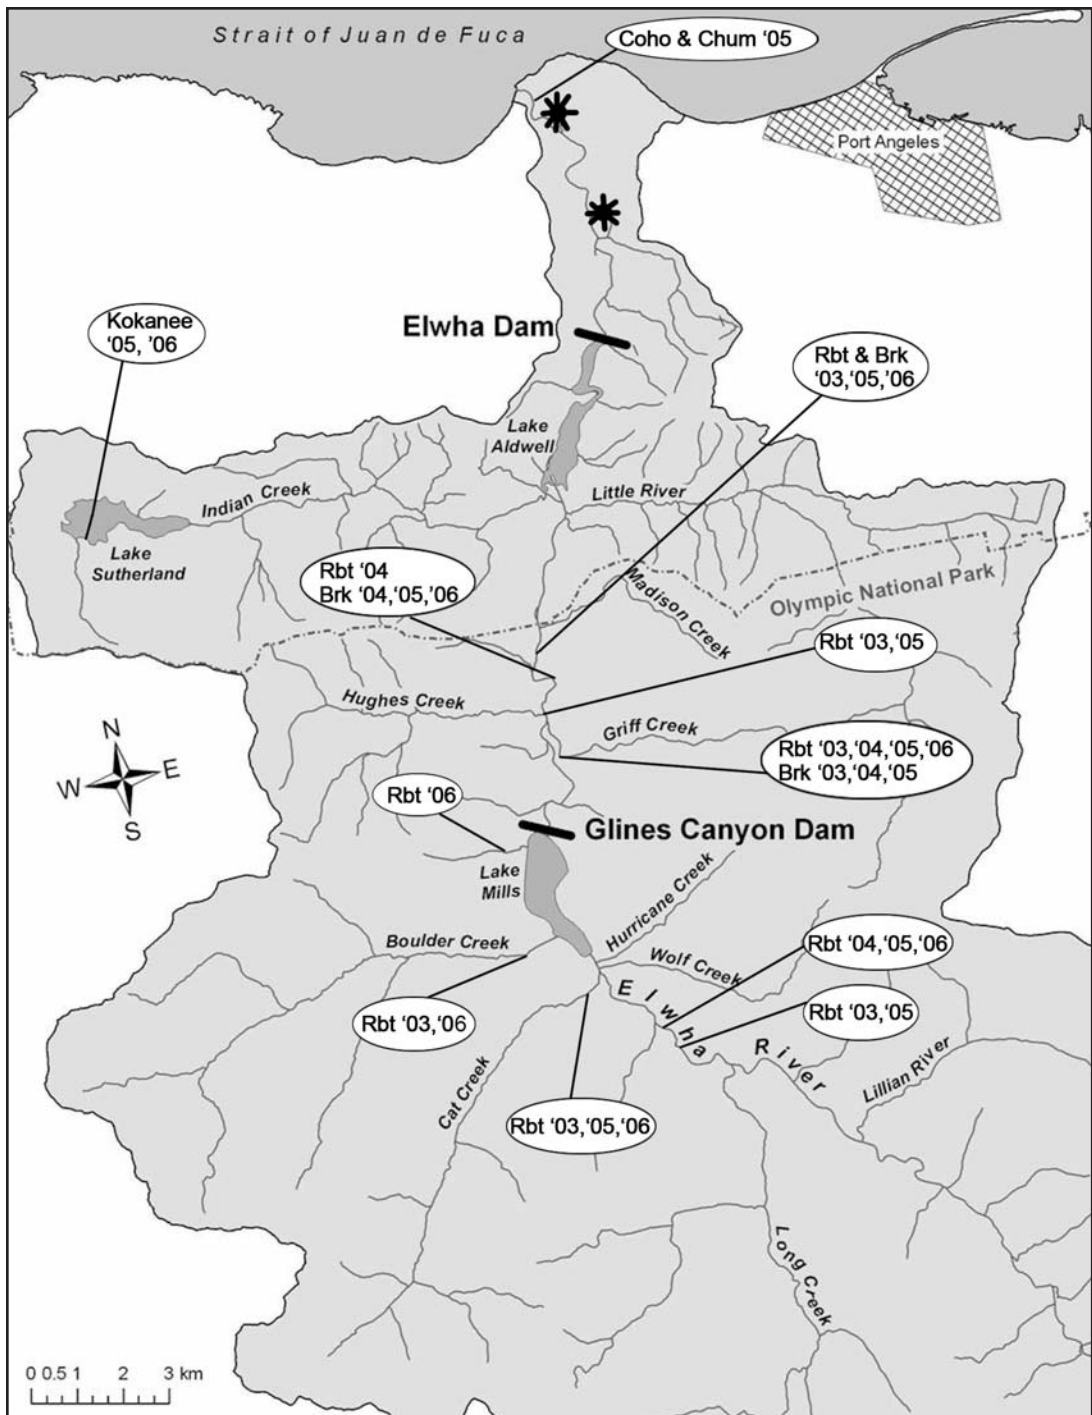 Strait of Juan de Fuca
Coho & Chum ‘05
Port Angeles
Elwha Dam
Kokanee
‘05, ’06
Rbt & Brk
‘03,‘05,‘06
Lake
Aldwell
Indian Creek
Little River
Lake
Sutherland
Rbt ‘04
Brk ‘04,‘05,‘06
Madison Creek
Olympic National Park
Rbt ‘03,‘05
Hughes Creek
Griff Creek
Rbt ‘03,‘04,‘05,‘06
Brk ‘03,‘04,‘05
N
W
E
S
Rbt ‘06
Glines Canyon Dam
Lake
Mills
Hurricane Creek
Boulder Creek
Wolf Creek
Rbt ‘04,‘05,‘06
Elwha River
Rbt ‘03,‘05
Rbt ‘03,‘06
Lillian River
Cat Creek
Rbt ‘03,‘05,‘06
Long Creek
0 0.5 1 2 3 km